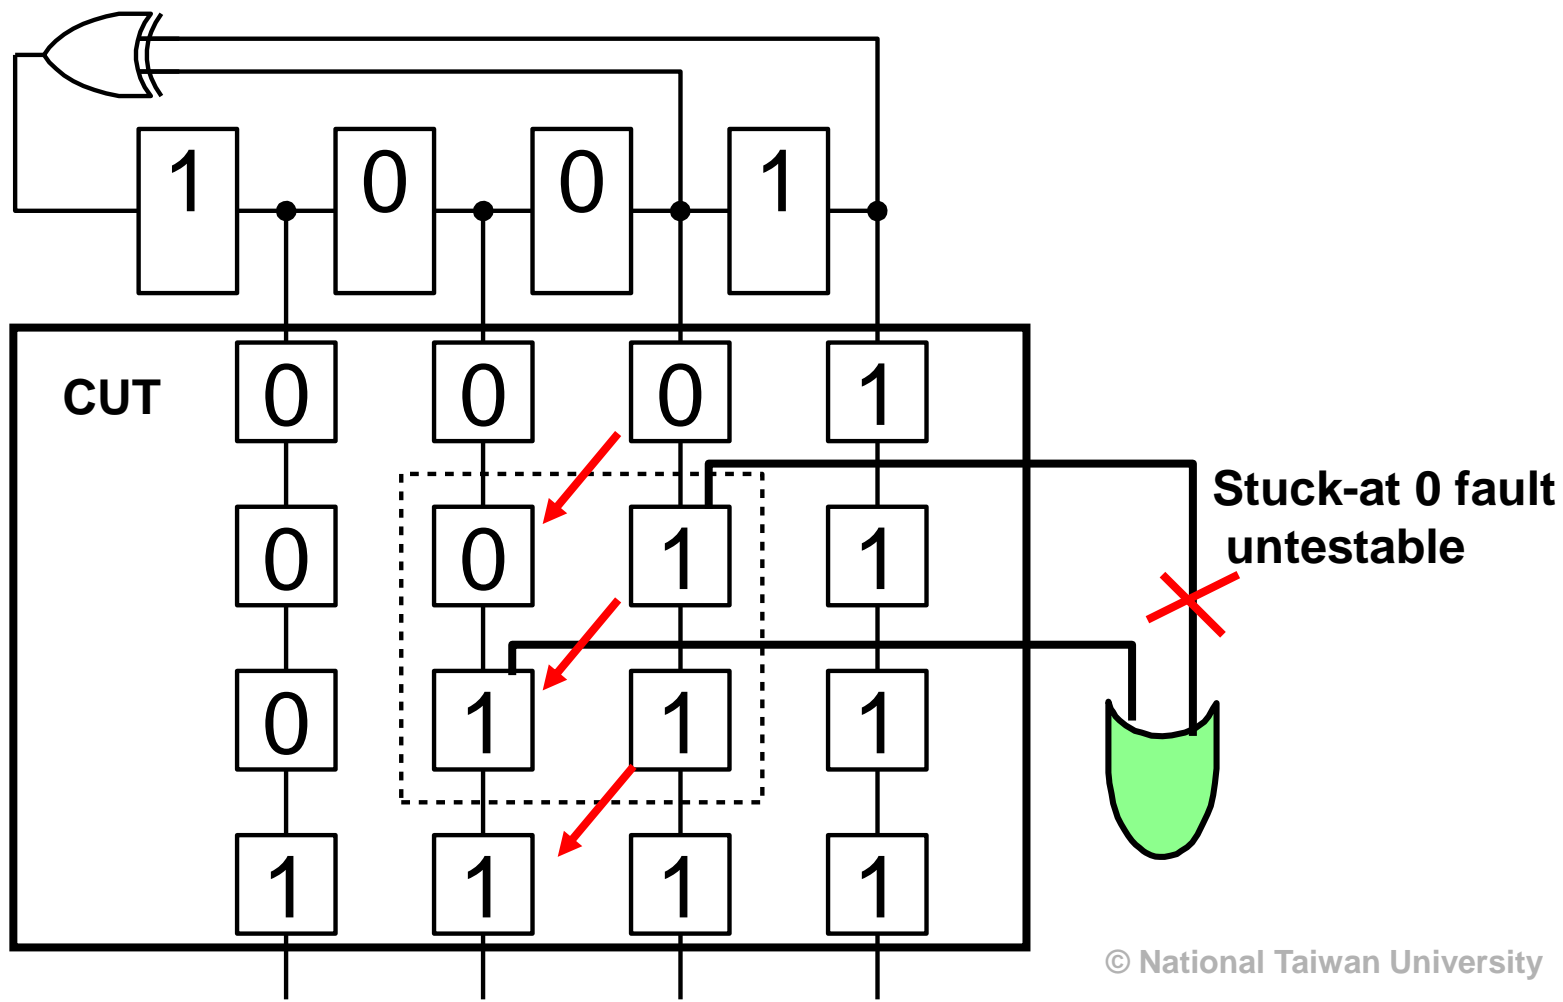 1 0 0 1
CUT
0 0 0 1
0 0 1 1
0 1 1 1
1 1 1 1
Stuck-at 0 fault
untestable
© National Taiwan University